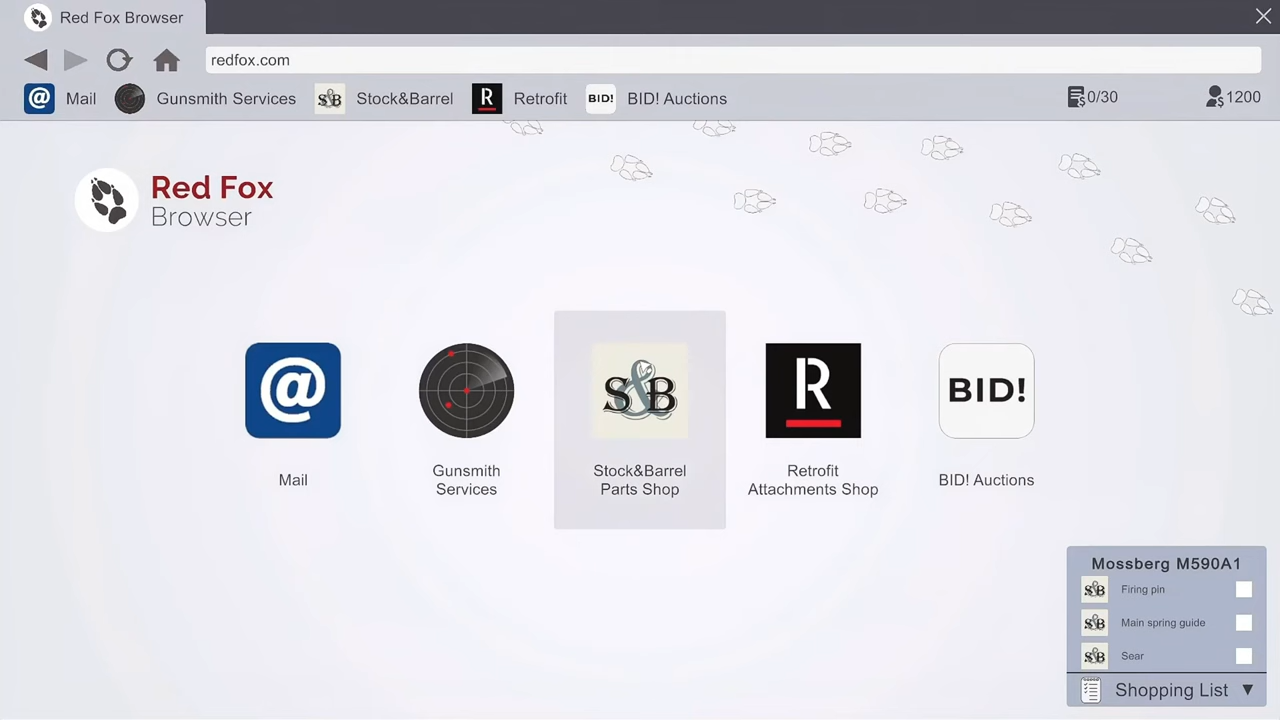 Red Fox Browser
redfox.com
@ Mail Gunsmith Services S&B Stock&Barrel R Retrofit BID! BID! Auctions $0/30 $1200
Red Fox
Browser
@ S&B R BID!
Mail
Gunsmith
Services
Stock&Barrel
Parts Shop
Retrofit
Attachments Shop
BID! Auctions
Mossberg M590A1
S&B Firing pin
S&B Main spring guide
S&B Sear
Shopping List ▼